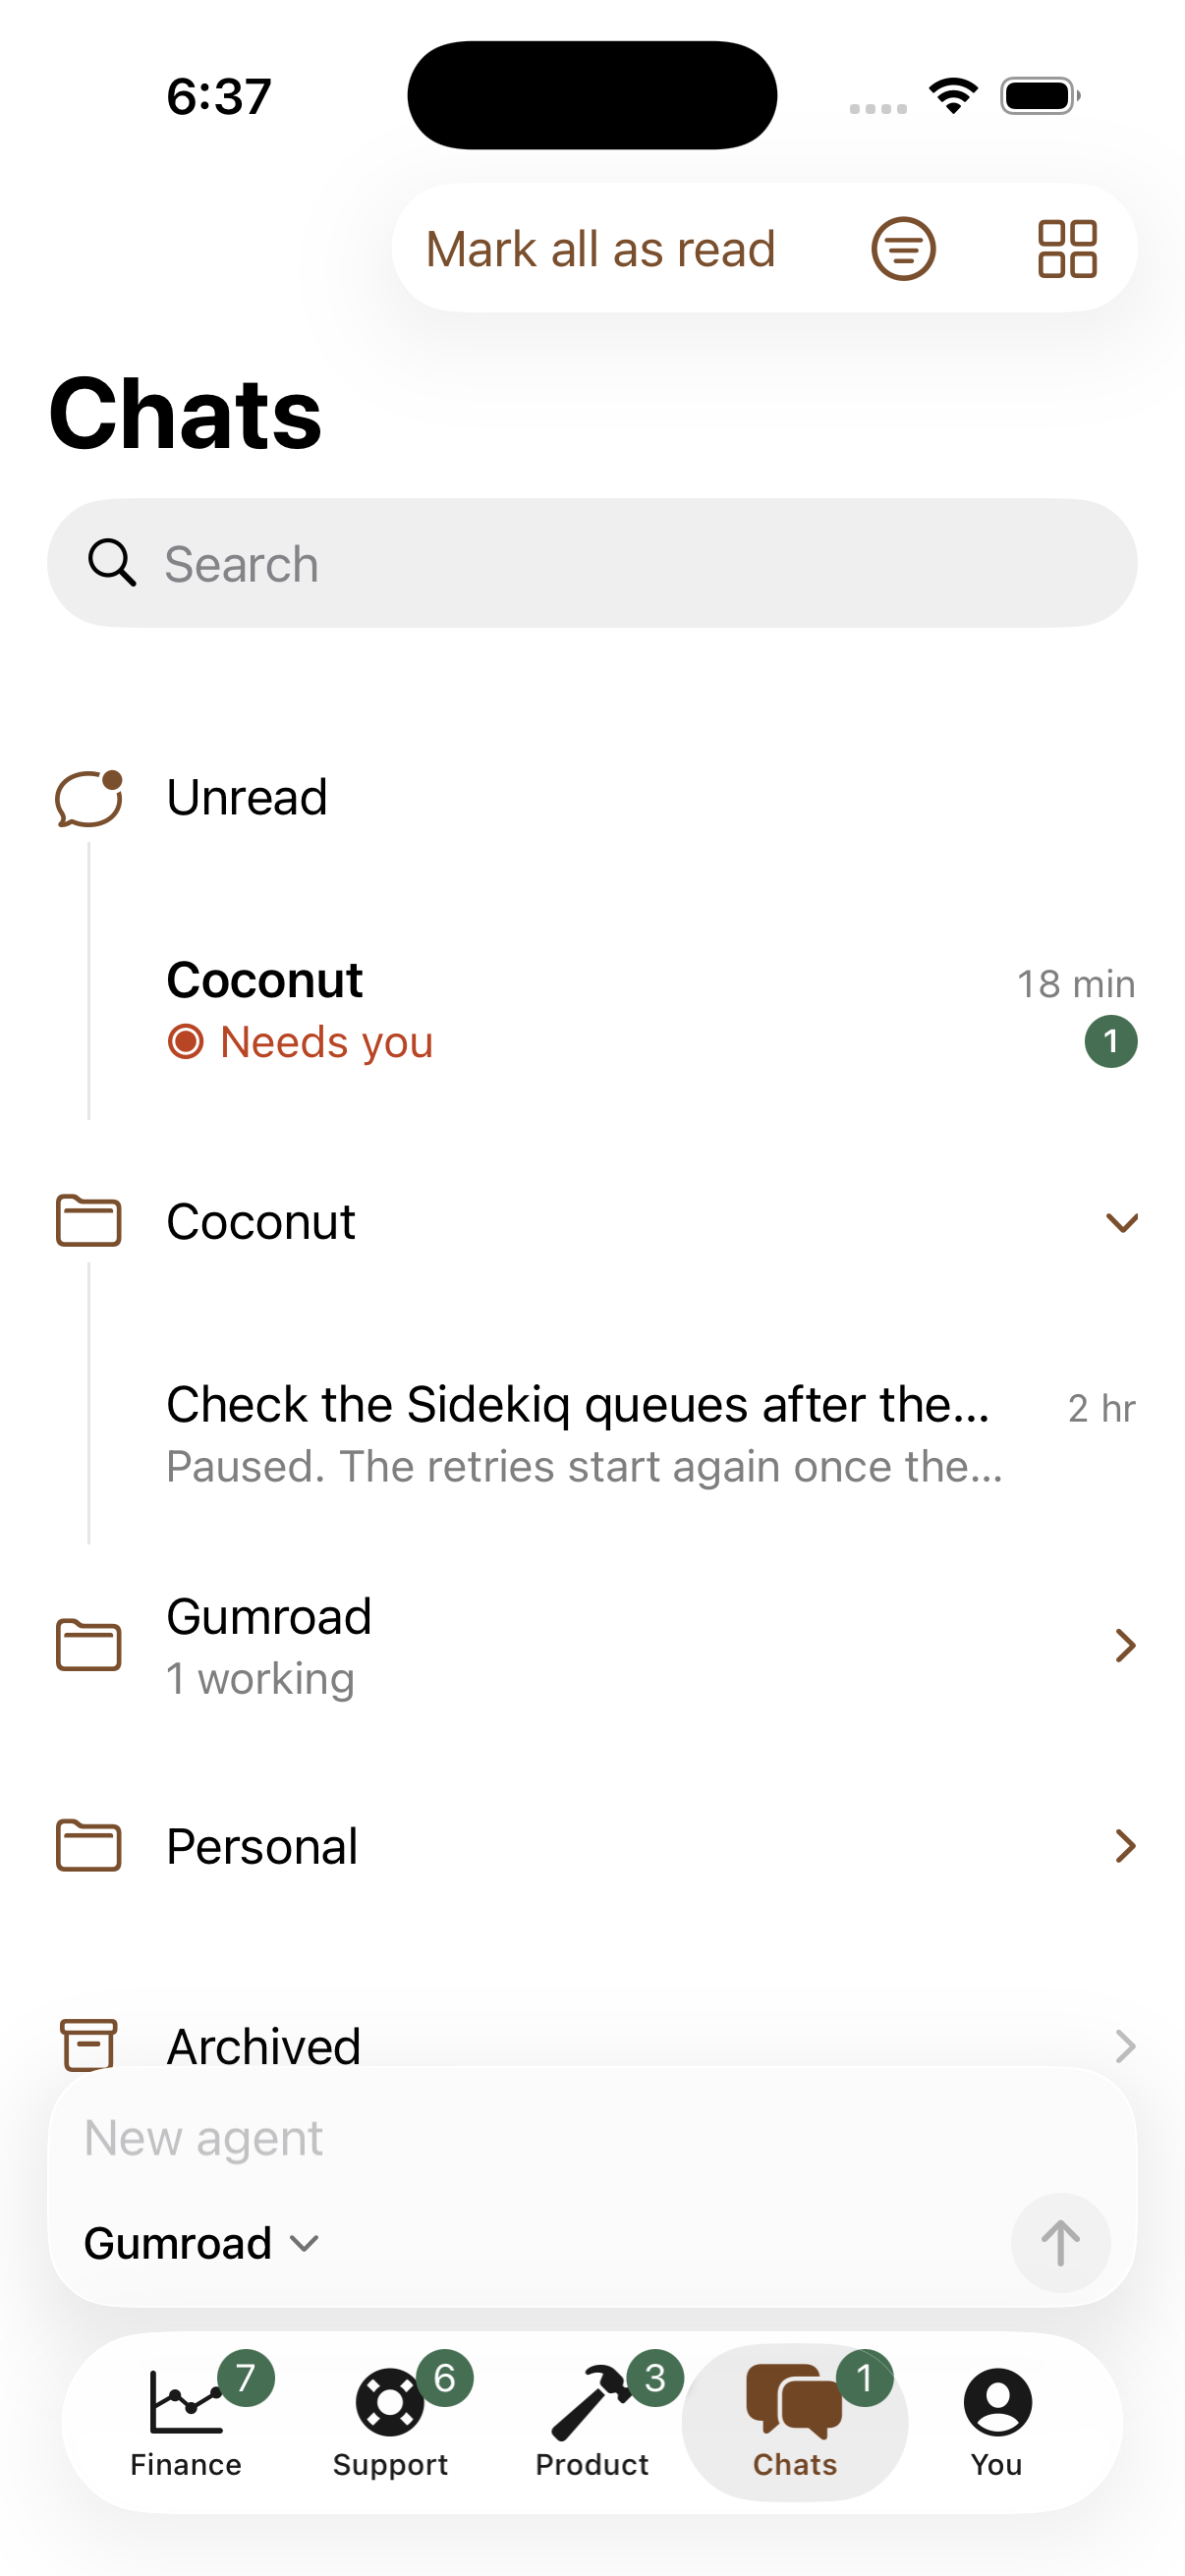 6:37
Mark all as read
Chats
Search
Unread
Coconut
18 min
Needs you
1
Coconut
Check the Sidekiq queues after the...
2 hr
Paused. The retries start again once the...
Gumroad
1 working
Personal
Archived
New agent
Gumroad
7
6
3
1
Finance
Support
Product
Chats
You